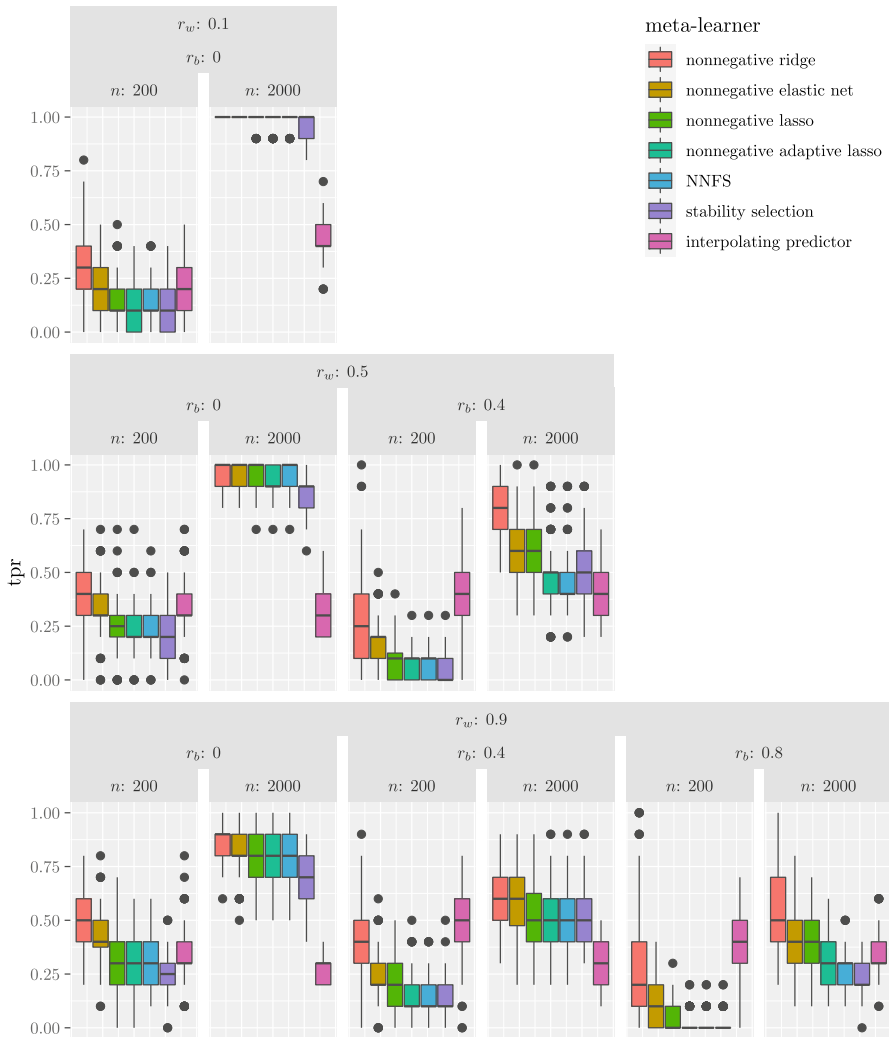 meta-learner
nonnegative ridge
nonnegative elastic net
nonnegative lasso
nonnegative adaptive lasso
NNFS
stability selection
interpolating predictor
r_w: 0.1
r_b: 0
n: 200 n: 2000
1.00
0.75
0.50
0.25
0.00
r_w: 0.5
r_b: 0 r_b: 0.4
n: 200 n: 2000 n: 200 n: 2000
1.00
0.75
0.50
0.25
0.00
tpr
r_w: 0.9
r_b: 0 r_b: 0.4 r_b: 0.8
n: 200 n: 2000 n: 200 n: 2000 n: 200 n: 2000
1.00
0.75
0.50
0.25
0.00